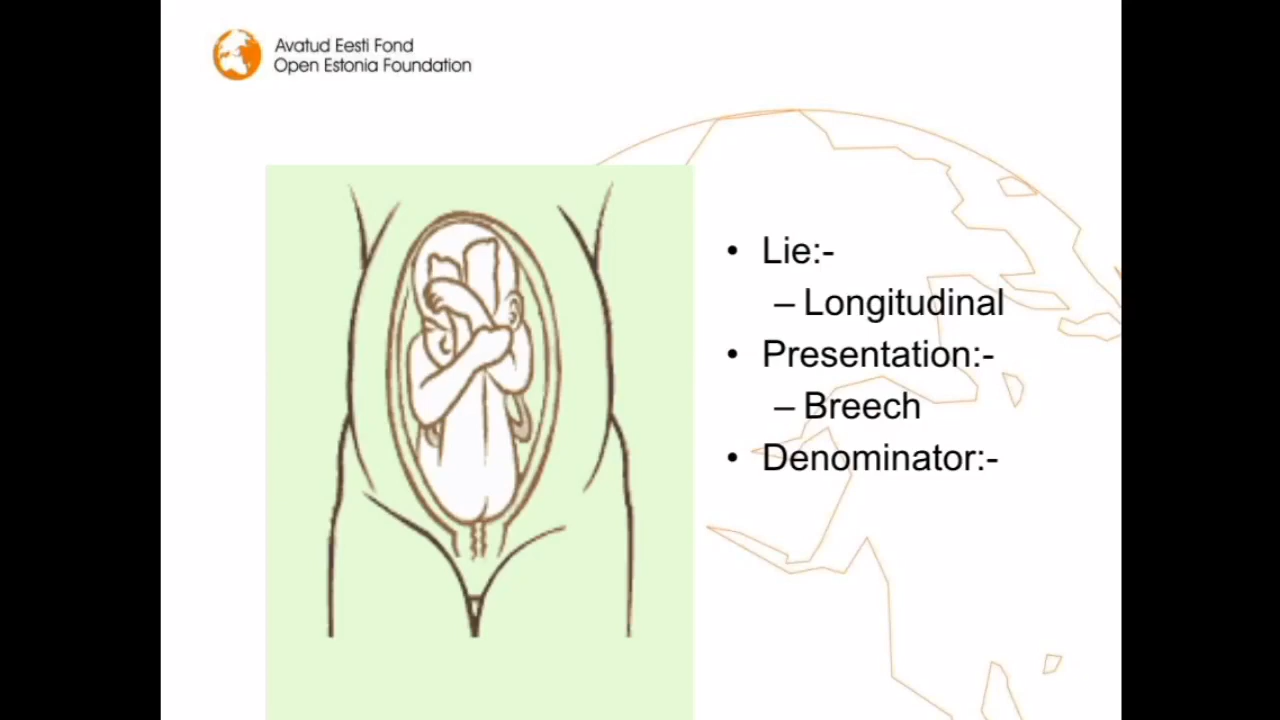 Avatud Eesti Fond
Open Estonia Foundation
• Lie:-
– Longitudinal
• Presentation:-
– Breech
• Denominator:-